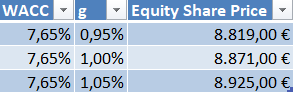 WACC g Equity Share Price
7,65% 0,95% 8.819,00 €
7,65% 1,00% 8.871,00 €
7,65% 1,05% 8.925,00 €